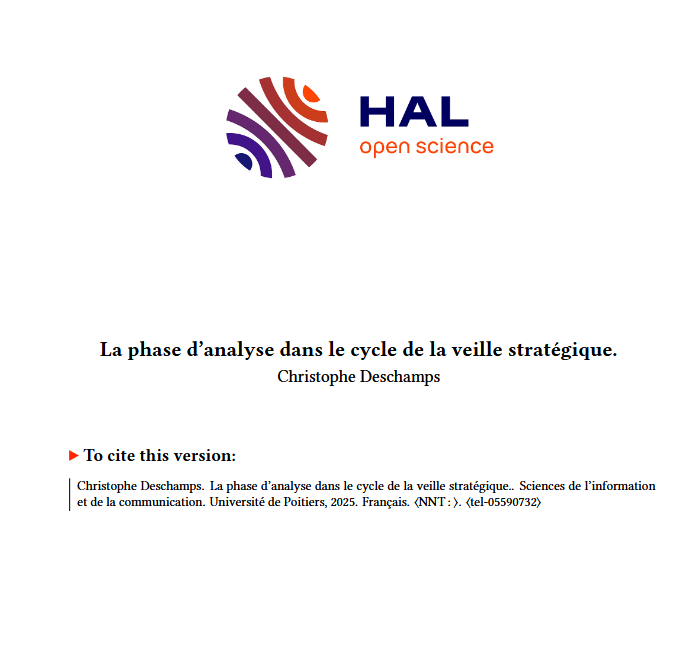 HAL
open science
La phase d’analyse dans le cycle de la veille stratégique.
Christophe Deschamps
To cite this version:
Christophe Deschamps. La phase d’analyse dans le cycle de la veille stratégique.. Sciences de l’information
et de la communication. Université de Poitiers, 2025. Français. ⟨NNT : ⟩. ⟨tel-05590732⟩